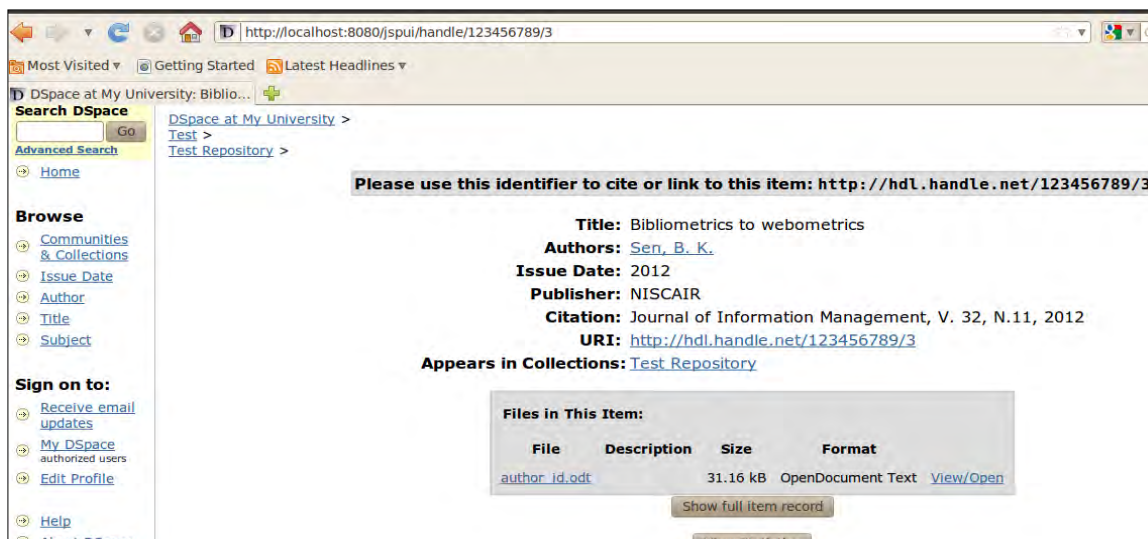 http://localhost:8080/jspui/handle/123456789/3
Most Visited
Getting Started
Latest Headlines
DSpace at My University: Biblio...
Search DSpace
Go
Advanced Search
Home
Browse
Communities
& Collections
Issue Date
Author
Title
Subject
Sign on to:
Receive email
updates
My DSpace
authorized users
Edit Profile
Help
DSpace at My University >
Test >
Test Repository >
Please use this identifier to cite or link to this item: http://hdl.handle.net/123456789/3
Title: Bibliometrics to webometrics
Authors: Sen, B. K.
Issue Date: 2012
Publisher: NISCAIR
Citation: Journal of Information Management, V. 32, N.11, 2012
URI: http://hdl.handle.net/123456789/3
Appears in Collections: Test Repository
Files in This Item:
File Description Size Format
author_id.odt 31.16 kB OpenDocument Text View/Open
Show full item record